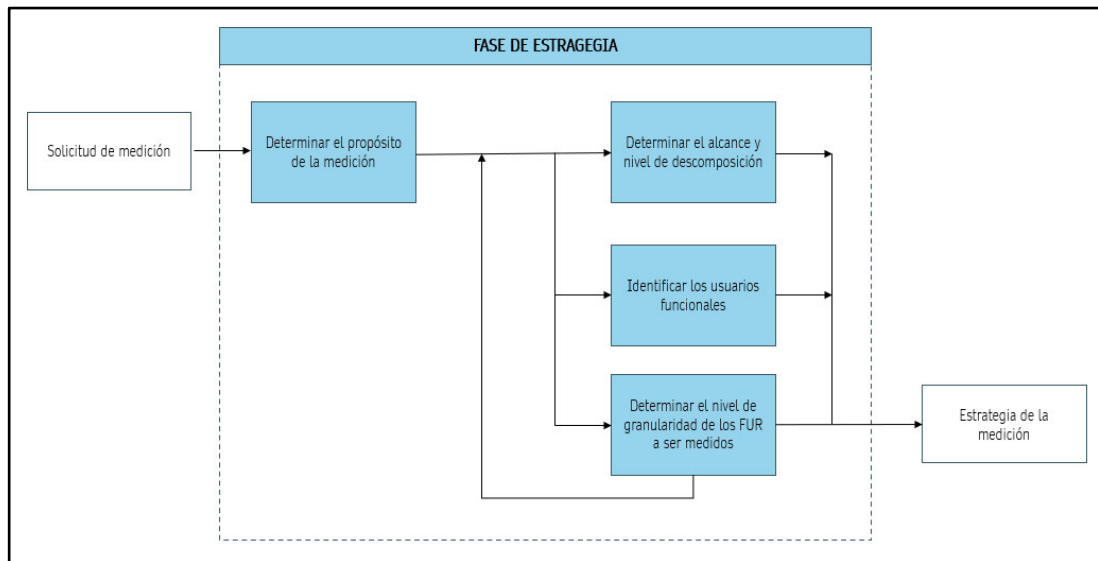 FASE DE ESTRAGEGIA
Solicitud de medición
Determinar el propósito
de la medición
Determinar el alcance y
nivel de descomposición
Identificar los usuarios
funcionales
Determinar el nivel de
granularidad de los FUR
a ser medidos
Estrategia de la
medición